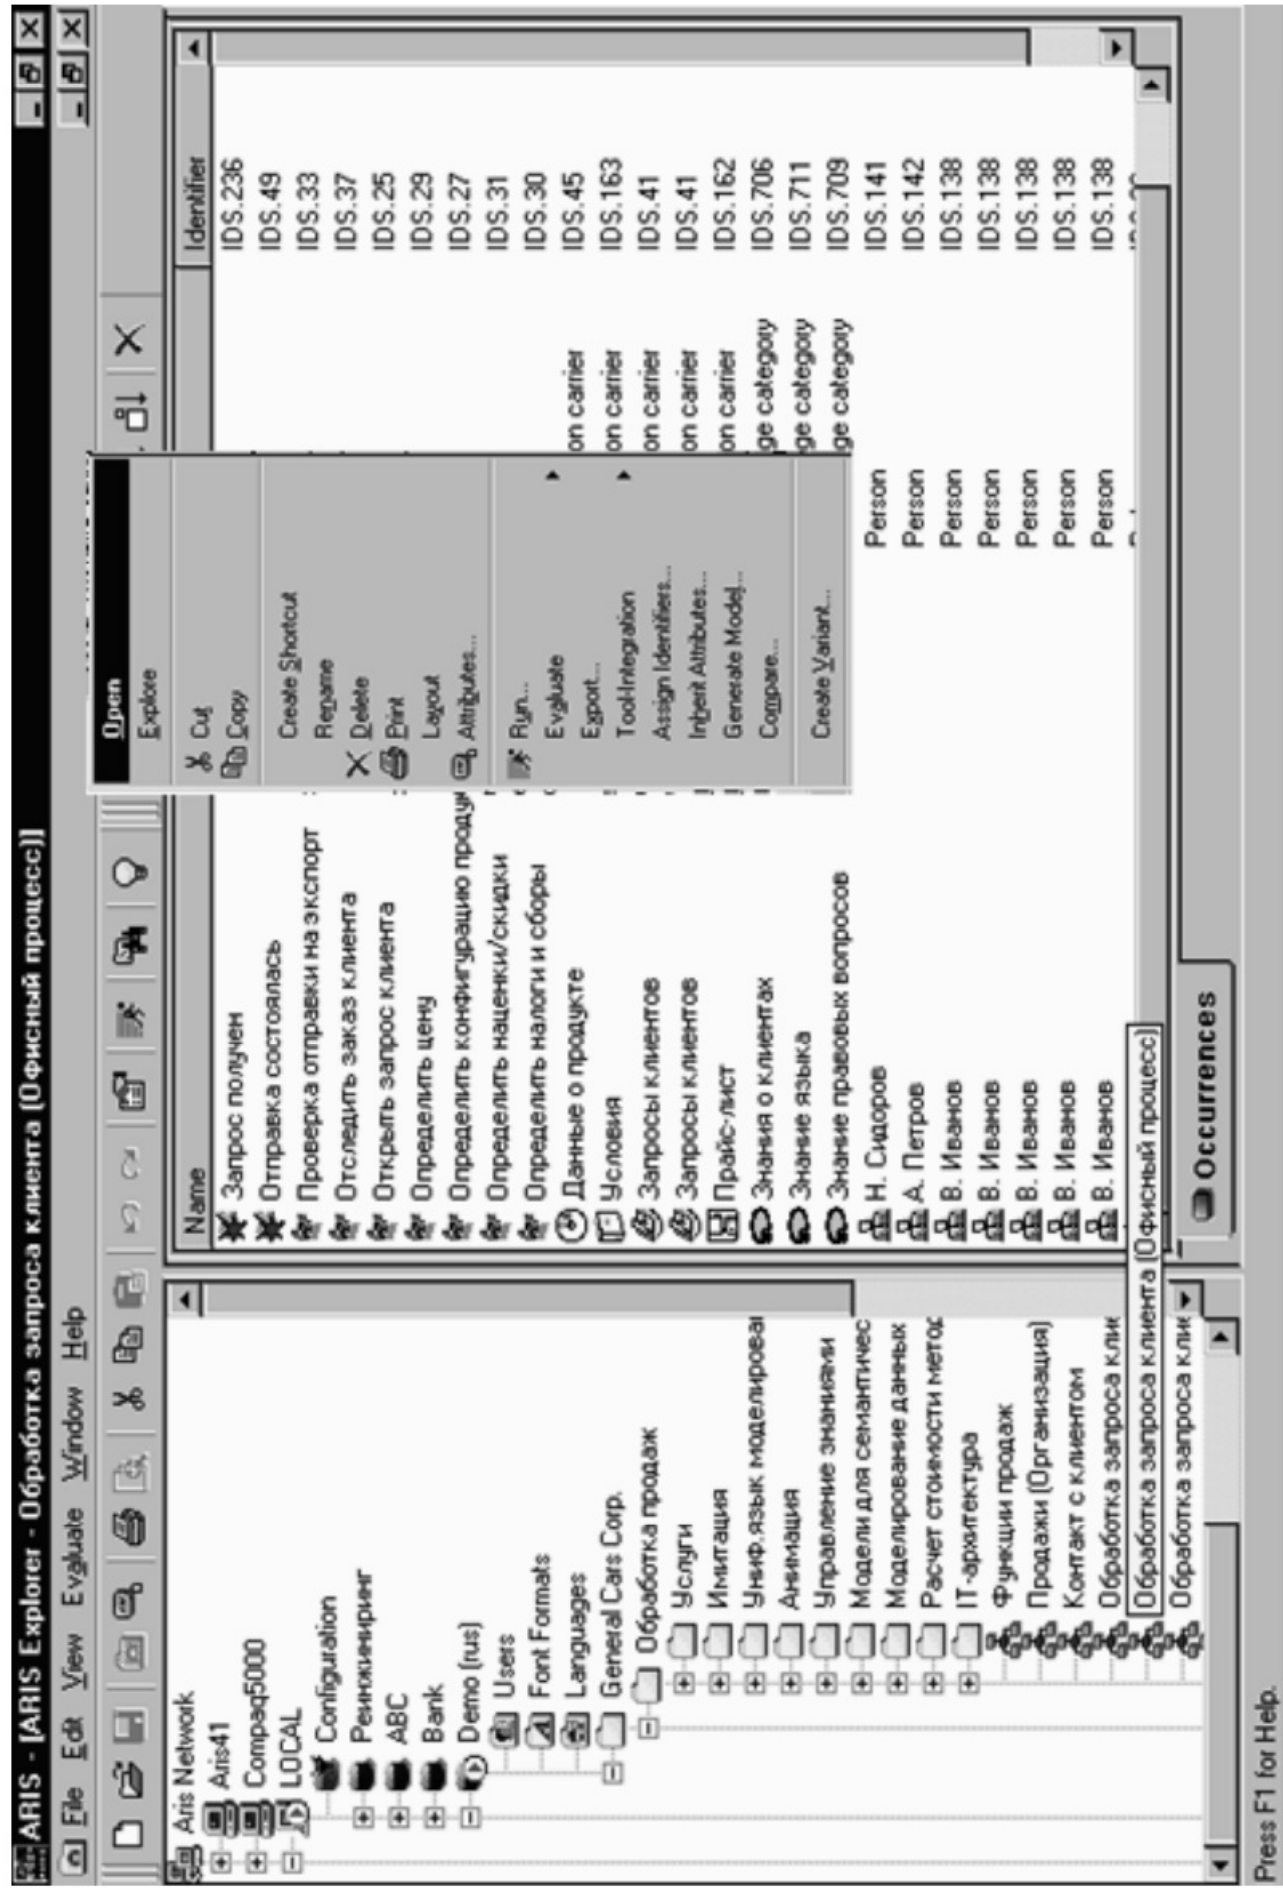 ARIS - [ARIS Explorer - Обработка запроса клиента (Офисный процесс)]
File Edit View Evaluate Window Help
Aris Network
Aris41
Compaq5000
LOCAL
Configuration
Реинжиниринг
ABC
Bank
Demo (rus)
Users
Font Formats
Languages
General Cars Corp.
Обработка продаж
Услуги
Имитация
Униф.язык моделирова
Анимация
Управление знаниями
Модели для семантичес
Моделирование данных
Расчет стоимости метод
IT-архитектура
Функции продаж
Продажи (Организация)
Контакт с клиентом
Обработка запроса клие
Обработка запроса клиента (Офисный процесс)
Обработка запроса клие
Name Identifier
Запрос получен IDS.236
Отправка состоялась IDS.49
Проверка отправки на экспорт IDS.33
Отследить заказ клиента IDS.37
Открыть запрос клиента IDS.25
Определить цену IDS.29
Определить конфигурацию продук IDS.27
Определить наценки/скидки IDS.31
Определить налоги и сборы IDS.30
Данные о продукте on carrier IDS.45
Условия on carrier IDS.163
Запросы клиентов on carrier IDS.41
Запросы клиентов on carrier IDS.41
Прайс-лист on carrier IDS.162
Знания о клиентах ge category IDS.706
Знание языка ge category IDS.711
Знание правовых вопросов ge category IDS.709
Н. Сидоров Person IDS.141
А. Петров Person IDS.142
В. Иванов Person IDS.138
В. Иванов Person IDS.138
В. Иванов Person IDS.138
В. Иванов Person IDS.138
В. Иванов Person IDS.138
Open
Explore
Cut
Copy
Create Shortcut
Rename
Delete
Print
Layout
Attributes...
Run...
Evaluate
Export...
Tool-Integration
Assign Identifiers...
Inherit Attributes...
Generate Model...
Compare...
Create Variant...
Occurrences
Press F1 for Help.